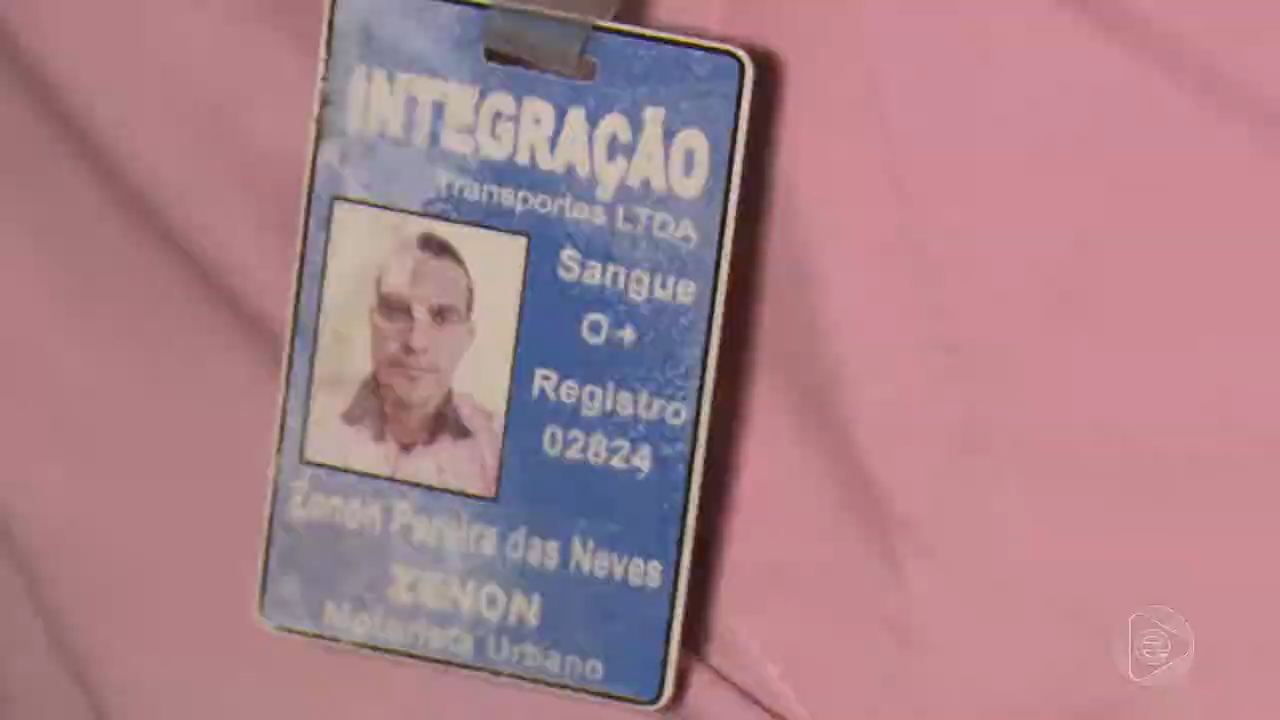 INTEGRAÇÃO
Transportes LTDA
Sangue
O+
Registro
02824
Zenon Pereira das Neves
ZENON
Motorista Urbano